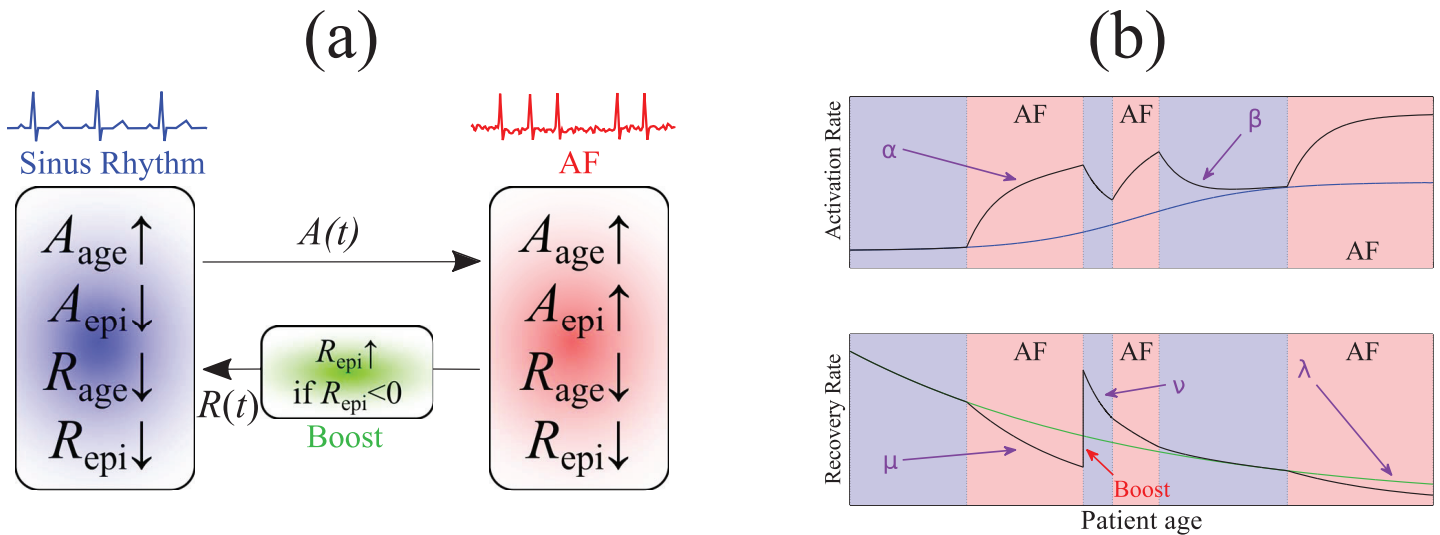 (a)
Sinus Rhythm
A_age↑
A_epi↓
R_age↓
R_epi↓
A(t)
R_epi↑
if R_epi<0
R(t)
Boost
AF
A_age↑
A_epi↑
R_age↓
R_epi↓
(b)
Activation Rate
AF
AF
AF
α
β
Recovery Rate
AF
AF
AF
μ
ν
λ
Boost
Patient age